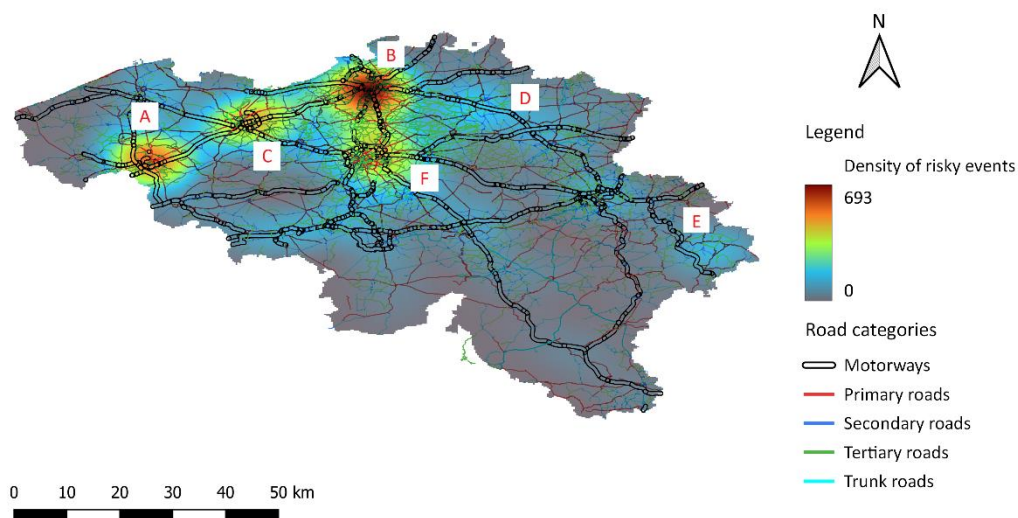 N
B
A
D
C
F
E
Legend
Density of risky events
693
0
Road categories
Motorways
Primary roads
Secondary roads
Tertiary roads
Trunk roads
0 10 20 30 40 50 km